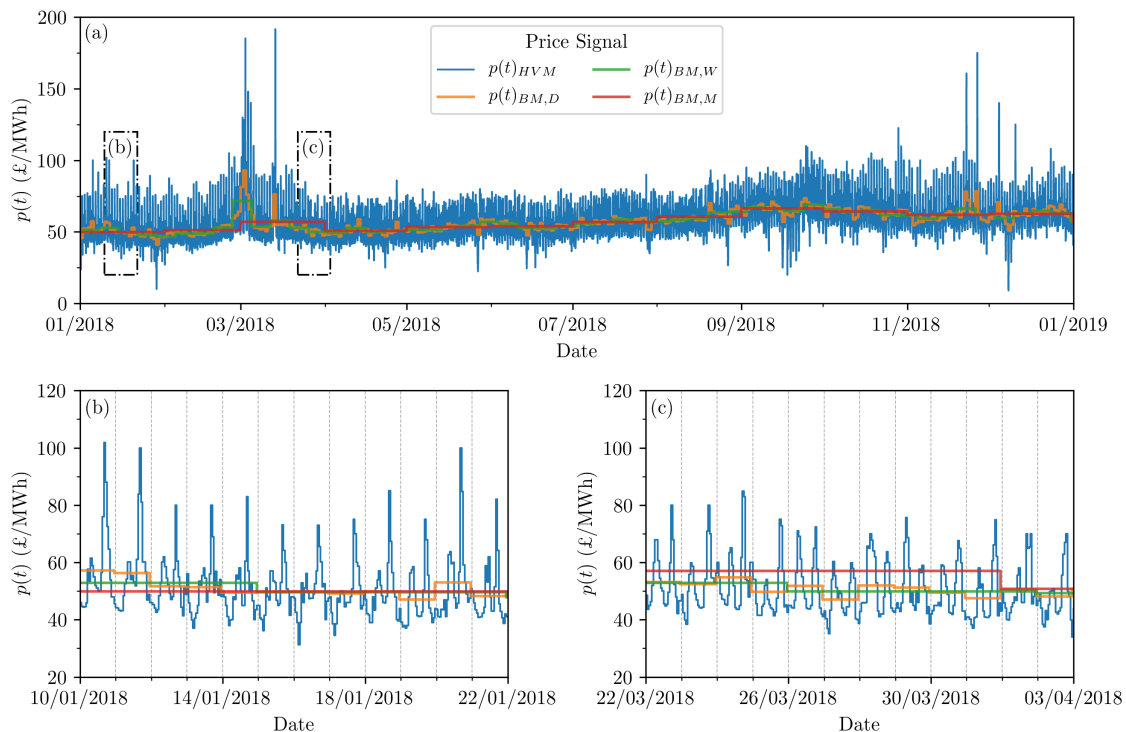 (a)
Price Signal
p(t)HVM
p(t)BM,W
p(t)BM,D
p(t)BM,M
(b)
(c)
p(t) (£/MWh)
200
150
100
50
0
01/2018
03/2018
05/2018
07/2018
09/2018
11/2018
01/2019
Date
(b)
p(t) (£/MWh)
120
100
80
60
40
20
10/01/2018
14/01/2018
18/01/2018
22/01/2018
Date
(c)
p(t) (£/MWh)
120
100
80
60
40
20
22/03/2018
26/03/2018
30/03/2018
03/04/2018
Date